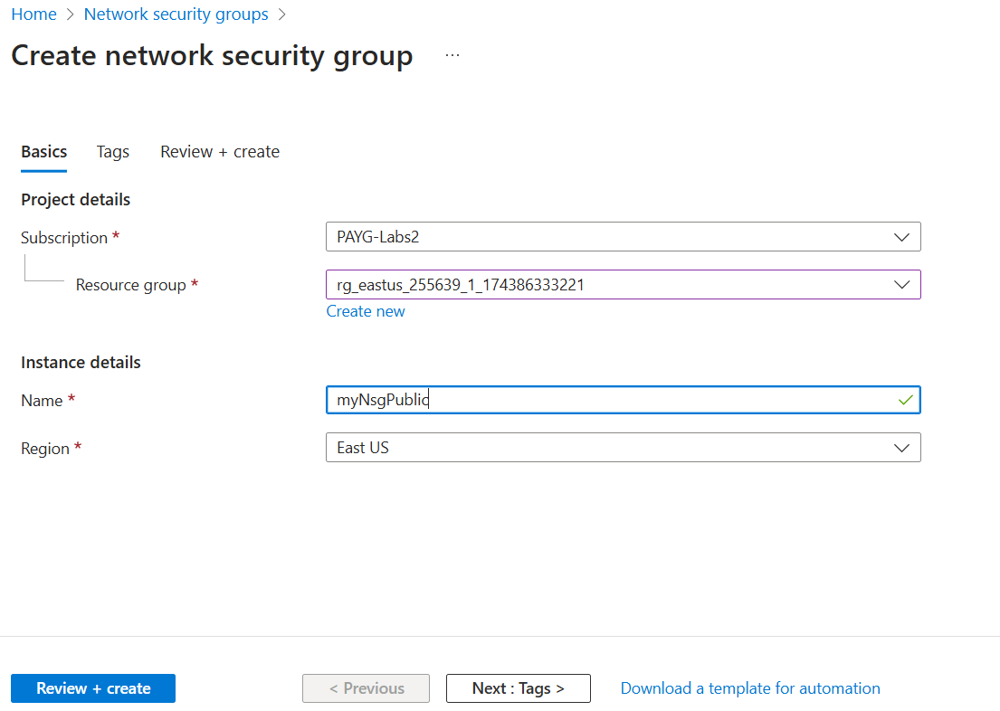 Home > Network security groups >
Create network security group ...
Basics Tags Review + create
Project details
Subscription * PAYG-Labs2
Resource group * rg_eastus_255639_1_174386333221
Create new
Instance details
Name * myNsgPublic
Region * East US
Review + create < Previous Next : Tags > Download a template for automation